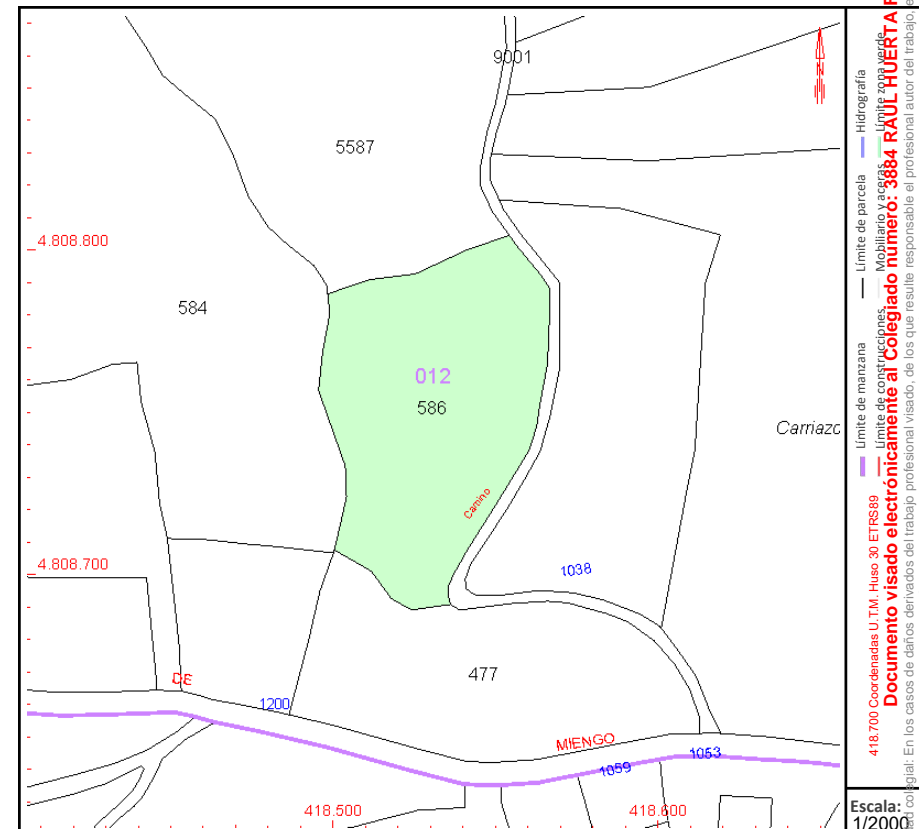 9001
5587
4.808.800
584
012
586
Carriazo
Camino
4.808.700
1038
477
DE
1200
MIENGO
1059
1053
418.500
418.600
418.700 Coordenadas U.T.M. Huso 30 ETRS89
Límite de manzana
Límite de parcela
Hidrografía
Límite de construcciones
Mobiliario y aceras
Límite zona verde
Documento visado electrónicamente al Colegiado numero: 3884 RAUL HUERTA
colegial: En los casos de daños derivados del trabajo profesional visado, de los que resulte responsable el profesional autor del trabajo, e
Escala:
1/2000